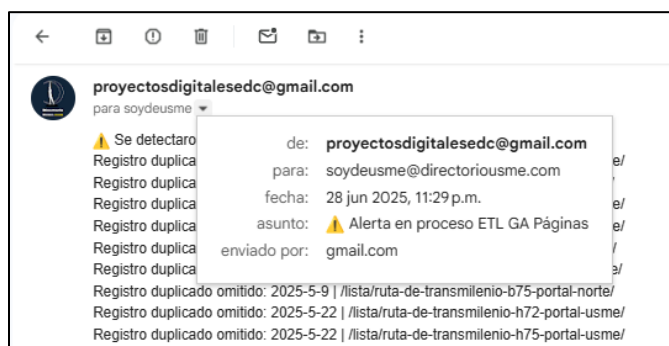 proyectosdigitalesedc@gmail.com
para soydeusme
⚠️ Se detectaro
de: proyectosdigitalesedc@gmail.com
Registro duplica e/
para: soydeusme@directoriousme.com
Registro duplica /
fecha: 28 jun 2025, 11:29 p.m.
Registro duplica e/
Registro duplica e/
asunto: ⚠️ Alerta en proceso ETL GA Páginas
Registro duplica /
enviado por: gmail.com
Registro duplica e/
Registro duplicado omitido: 2025-5-9 | /lista/ruta-de-transmilenio-b75-portal-norte/
Registro duplicado omitido: 2025-5-22 | /lista/ruta-de-transmilenio-h72-portal-usme/
Registro duplicado omitido: 2025-5-22 | /lista/ruta-de-transmilenio-h75-portal-usme/